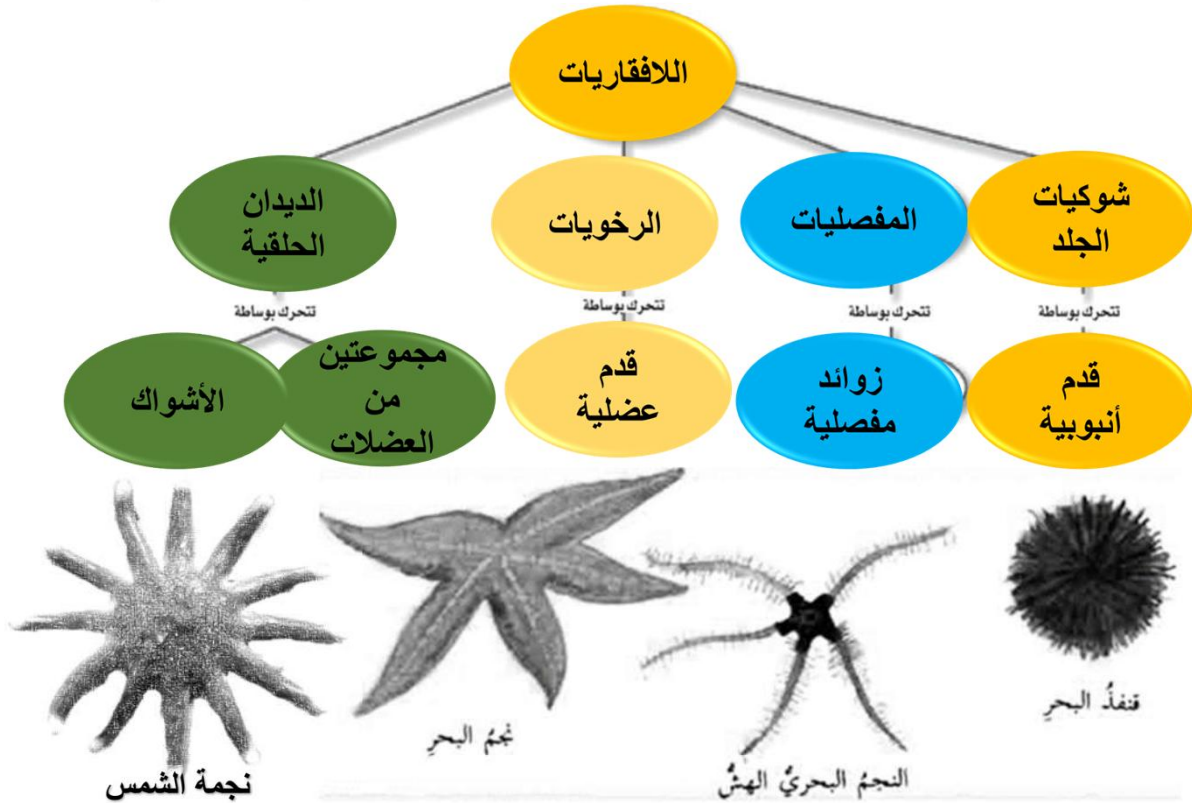 اللافقاريات
شوكيات
الجلد
المفصليات
الرخويات
الديدان
الحلقية
تتحرك بوساطة
تتحرك بوساطة
تتحرك بوساطة
تتحرك بوساطة
قدم
أنبوبية
زوائد
مفصلية
قدم
عضلية
مجموعتين
من
العضلات
الأشواك
قنفذُ البحرِ
النجمُ البحريُّ الهشُّ
نجمُ البحرِ
نجمة الشمس